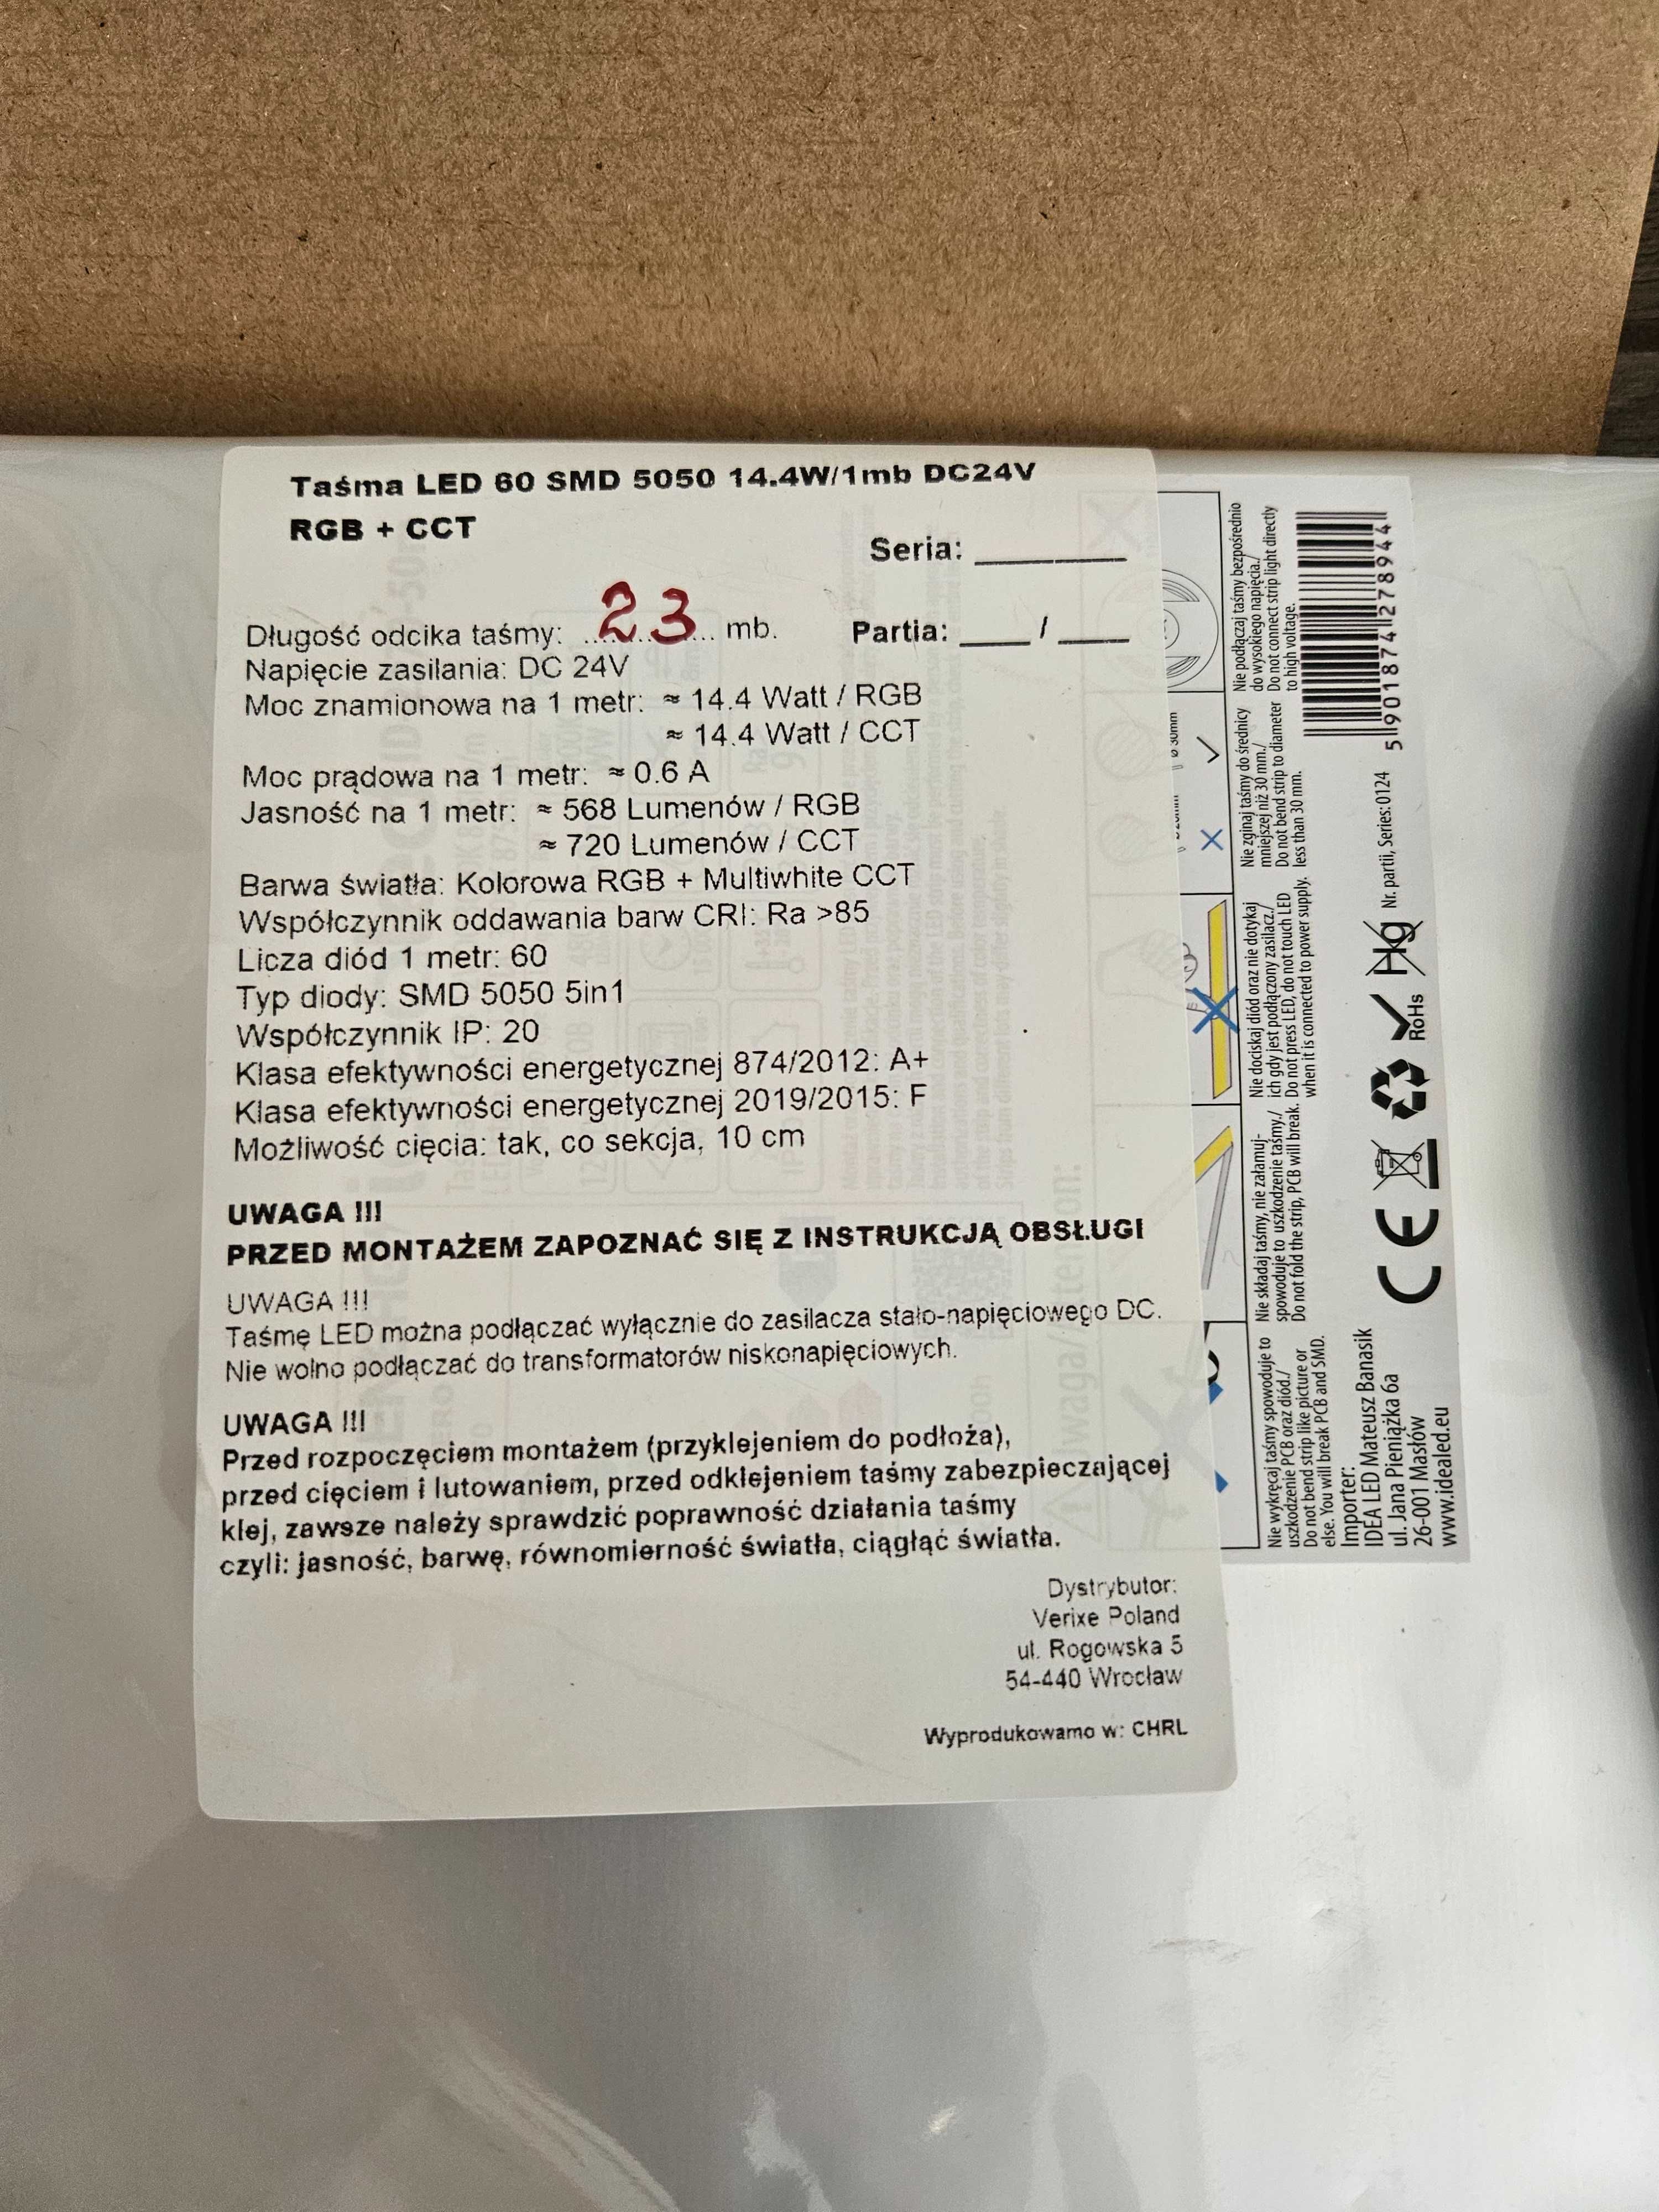 Taśma LED 60 SMD 5050 14.4W/1mb DC24V
RGB + CCT
Seria: ________
Długość odcika taśmy: ...23... mb.
Partia: ____ / ____
Napięcie zasilania: DC 24V
Moc znamionowa na 1 metr: ≈ 14.4 Watt / RGB
≈ 14.4 Watt / CCT
Moc prądowa na 1 metr: ≈ 0.6 A
Jasność na 1 metr: ≈ 568 Lumenów / RGB
≈ 720 Lumenów / CCT
Barwa światła: Kolorowa RGB + Multiwhite CCT
Współczynnik oddawania barw CRI: Ra >85
Licza diód 1 metr: 60
Typ diody: SMD 5050 5in1
Współczynnik IP: 20
Klasa efektywności energetycznej 874/2012: A+
Klasa efektywności energetycznej 2019/2015: F
Możliwość cięcia: tak, co sekcja, 10 cm
UWAGA !!!
PRZED MONTAŻEM ZAPOZNAĆ SIĘ Z INSTRUKCJĄ OBSŁUGI
UWAGA !!!
Taśmę LED można podłączać wyłącznie do zasilacza stało-napięciowego DC.
Nie wolno podłączać do transformatorów niskonapięciowych.
UWAGA !!!
Przed rozpoczęciem montażem (przyklejeniem do podłoża),
przed cięciem i lutowaniem, przed odklejeniem taśmy zabezpieczającej
klej, zawsze należy sprawdzić poprawność działania taśmy
czyli: jasność, barwę, równomierność światła, ciągłąć światła.
Dystrybutor:
Verixe Poland
ul. Rogowska 5
54-440 Wrocław
Wyprodukowamo w: CHRL
Nie wykręcaj taśmy spowoduje to
uszkodzenie PCB oraz diód./
Do not bend strip like picture or
else. You will break PCB and SMD.
Nie składaj taśmy, nie załamuj-
spowoduje to uszkodzenie taśmy./
Do not fold the strip, PCB will break.
Nie dociskaj diód oraz nie dotykaj
ich gdy jest podłączony zasilacz./
Do not press LED, do not touch LED
when it is connected to power supply.
Nie zginaj taśmy do średnicy
mniejszej niż 30 mm./
Do not bend strip to diameter
less than 30 mm.
Nie podłączaj taśmy bezpośrednio
do wysokiego napięcia./
Do not connect strip light directly
to high voltage.
Importer:
IDEA LED Mateusz Banasik
ul. Jana Pieniążka 6a
26-001 Masłów
www.idealed.eu
CE
RoHs
Hg
Nr. partii, Series: 0124
5 901874 278944